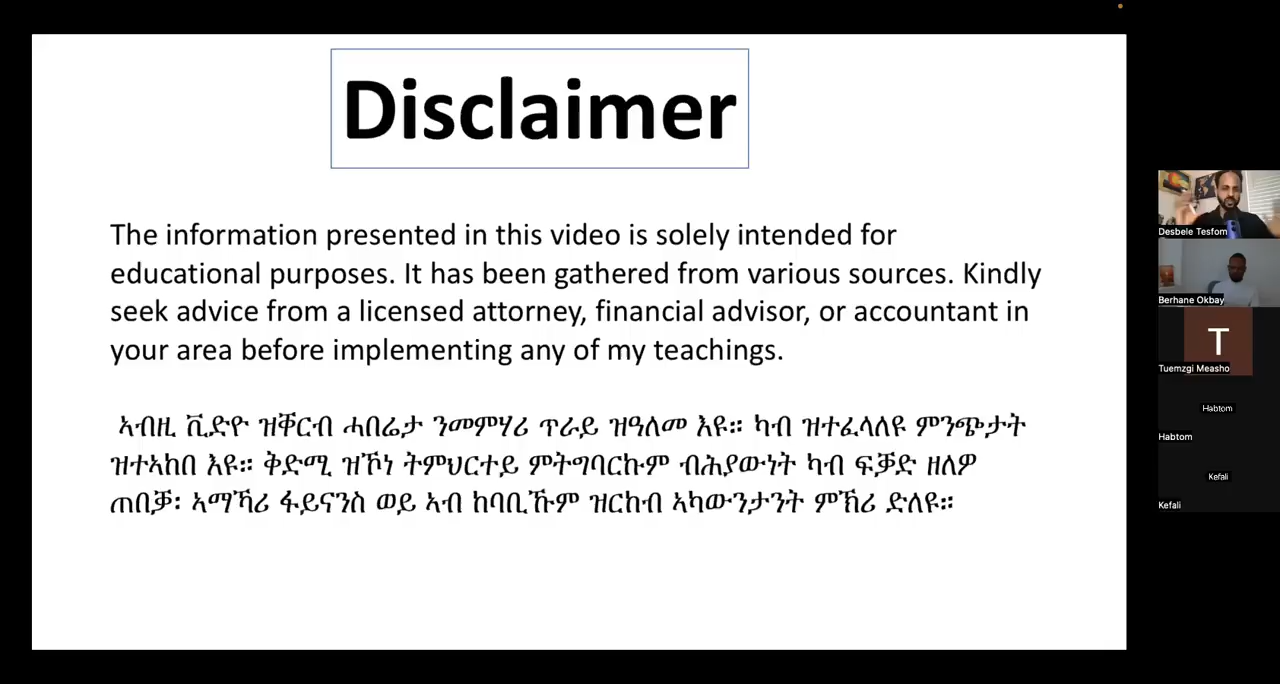 Disclaimer
The information presented in this video is solely intended for
educational purposes. It has been gathered from various sources. Kindly
seek advice from a licensed attorney, financial advisor, or accountant in
your area before implementing any of my teachings.
ኣብዚ ቪድዮ ዝቐርብ ሓበሬታ ንመምሃሪ ጥራይ ዝዓለመ እዩ። ካብ ዝተፈላለዩ ምንጭታት
ዝተኣከበ እዩ። ቅድሚ ዝኾነ ትምህርተይ ምትግባርኩም ብሕያውነት ካብ ፍቓድ ዘለዎ
ጠበቓ፡ ኣማኻሪ ፋይናንስ ወይ ኣብ ከባቢኹም ዝርከብ ኣካውንታንት ምኽሪ ድለዩ።
Desbele Tesfom
Berhane Okbay
T
Tuemzgi Measho
Habtom
Habtom
Kefali
Kefali